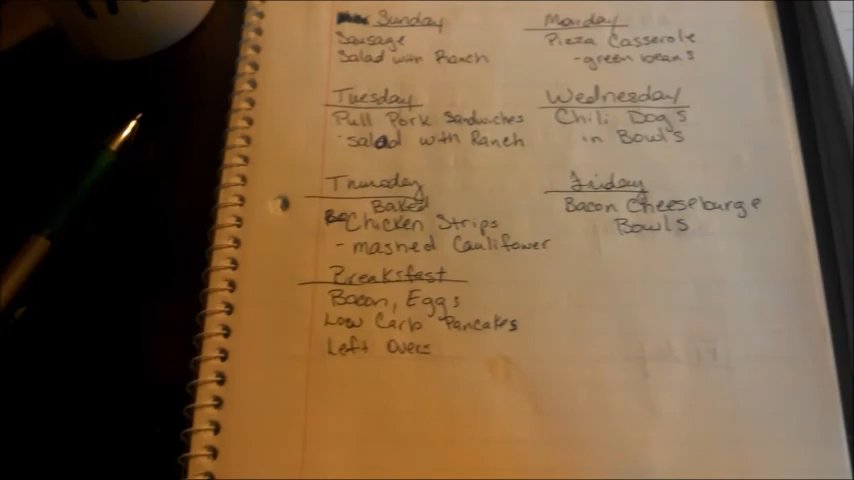 Sunday
Sausage
Salad with Ranch
Monday
Pizza Casserole
- green beans
Tuesday
Pull Pork Sandwiches
- salad with Ranch
Wednesday
Chili Dogs
in Bowls
Thursday
Baked
Chicken Strips
- mashed Caulifower
Friday
Bacon Cheeseburge
Bowls
Breaksfest
Bacon, Eggs
Low Carb Pancakes
Left Overs